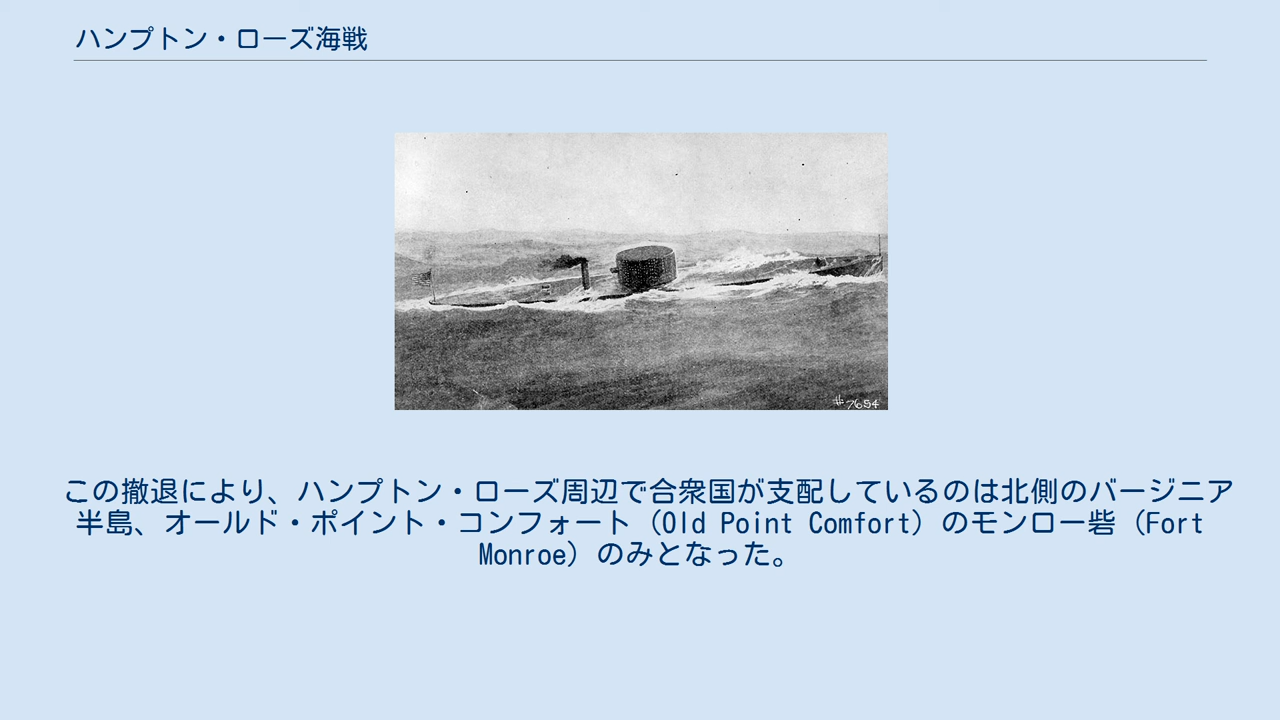 ハンプトン・ローズ海戦
#7654
この撤退により、ハンプトン・ローズ周辺で合衆国が支配しているのは北側のバージニア
半島、オールド・ポイント・コンフォート（Old Point Comfort）のモンロー砦（Fort
Monroe）のみとなった。